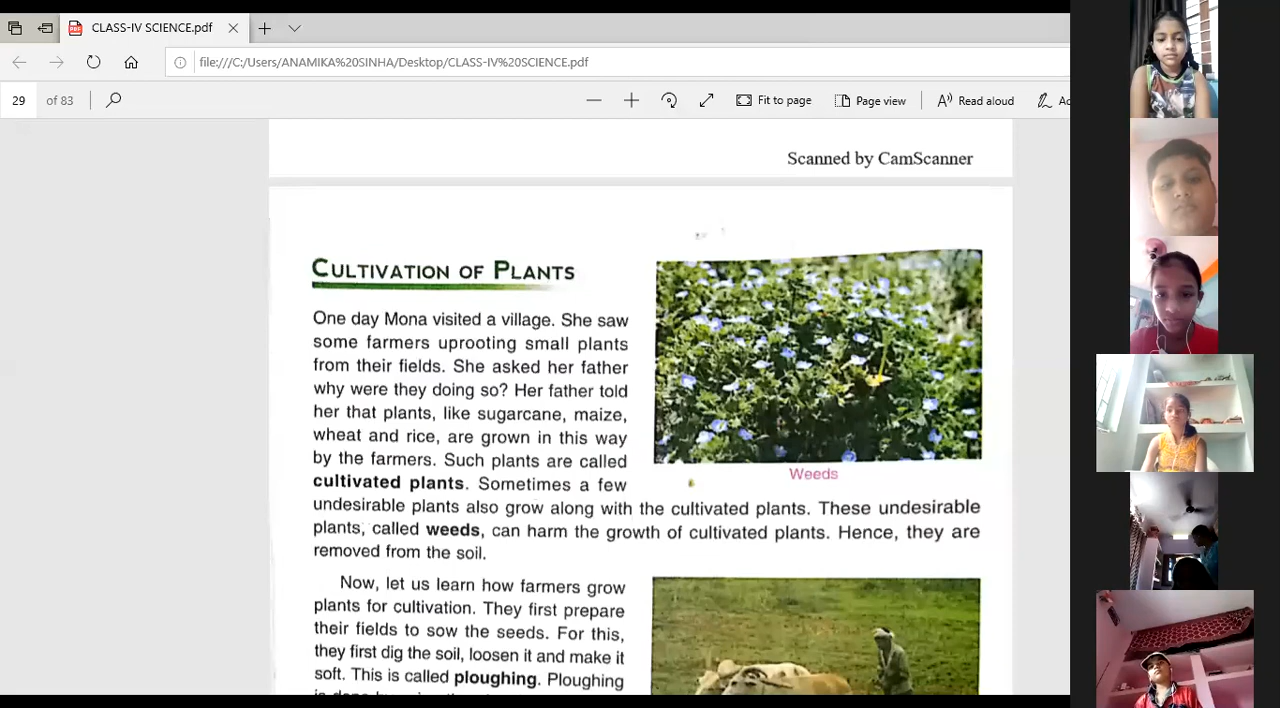 CLASS-IV SCIENCE.pdf
file:///C:/Users/ANAMIKA%20SINHA/Desktop/CLASS-IV%20SCIENCE.pdf
29 of 83 Fit to page Page view Read aloud
Scanned by CamScanner
CULTIVATION OF PLANTS
One day Mona visited a village. She saw
some farmers uprooting small plants
from their fields. She asked her father
why were they doing so? Her father told
her that plants, like sugarcane, maize,
wheat and rice, are grown in this way
by the farmers. Such plants are called
cultivated plants. Sometimes a few
Weeds
undesirable plants also grow along with the cultivated plants. These undesirable
plants, called weeds, can harm the growth of cultivated plants. Hence, they are
removed from the soil.
Now, let us learn how farmers grow
plants for cultivation. They first prepare
their fields to sow the seeds. For this,
they first dig the soil, loosen it and make it
soft. This is called ploughing. Ploughing